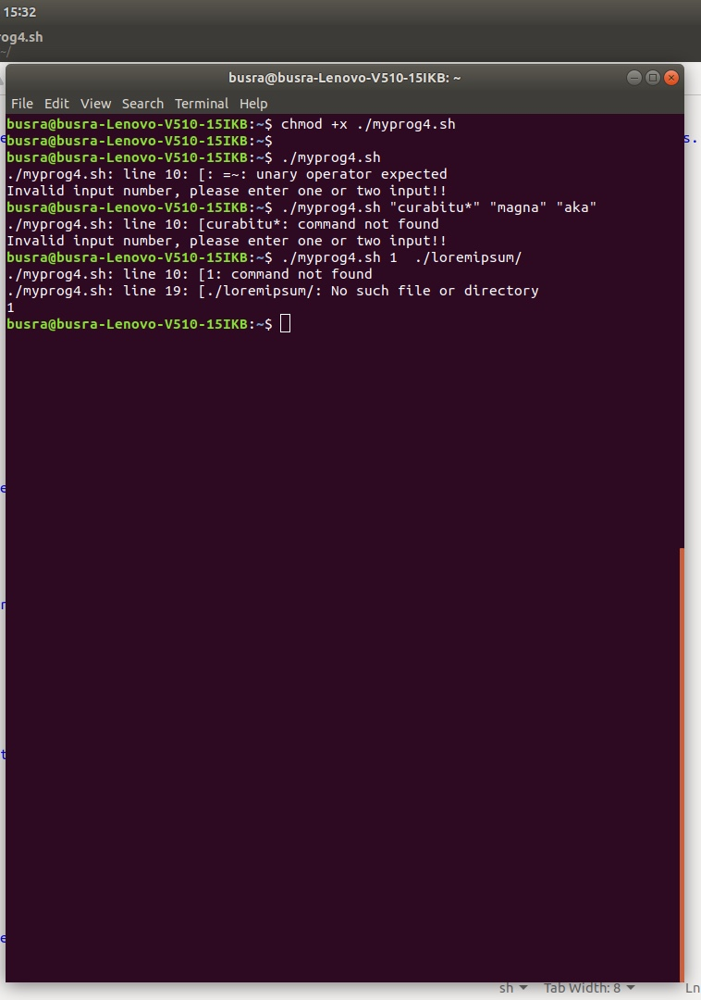 15:32
rog4.sh
~/
busra@busra-Lenovo-V510-15IKB: ~
File Edit View Search Terminal Help
busra@busra-Lenovo-V510-15IKB:~$ chmod +x ./myprog4.sh
busra@busra-Lenovo-V510-15IKB:~$
busra@busra-Lenovo-V510-15IKB:~$ ./myprog4.sh
./myprog4.sh: line 10: [: =~: unary operator expected
Invalid input number, please enter one or two input!!
busra@busra-Lenovo-V510-15IKB:~$ ./myprog4.sh "curabitu*" "magna" "aka"
./myprog4.sh: line 10: [curabitu*: command not found
Invalid input number, please enter one or two input!!
busra@busra-Lenovo-V510-15IKB:~$ ./myprog4.sh 1  ./loremipsum/
./myprog4.sh: line 10: [1: command not found
./myprog4.sh: line 19: [./loremipsum/: No such file or directory
1
busra@busra-Lenovo-V510-15IKB:~$
sh Tab Width: 8 Ln